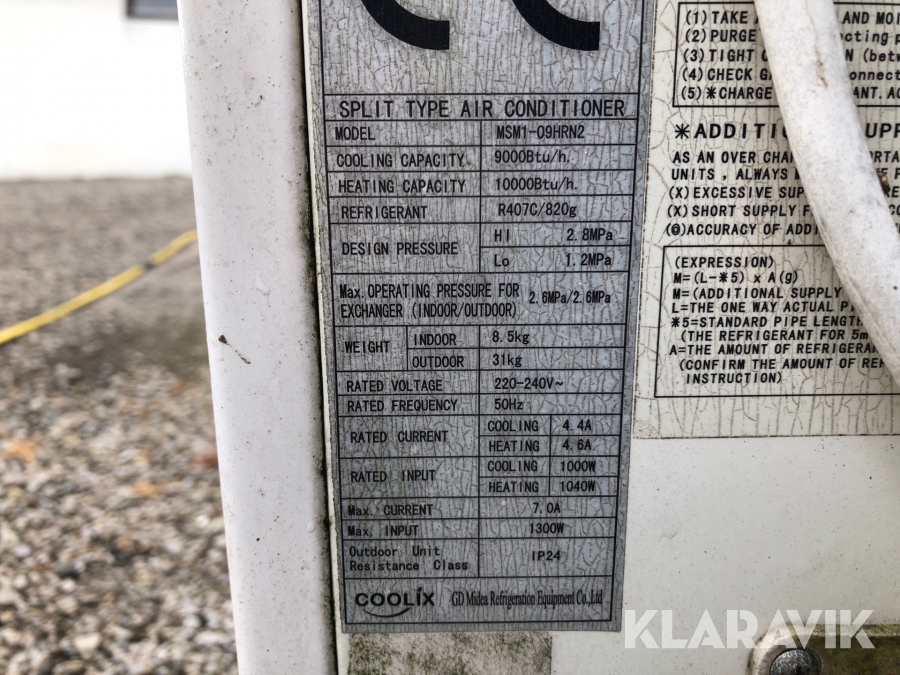 CE
SPLIT TYPE AIR CONDITIONER
MODEL MSM1-09HRN2
COOLING CAPACITY 9000Btu/h.
HEATING CAPACITY 10000Btu/h.
REFRIGERANT R407C/820g
DESIGN PRESSURE HI 2.8MPa
Lo 1.2MPa
Max. OPERATING PRESSURE FOR
EXCHANGER (INDOOR/OUTDOOR) 2.6MPa/2.6MPa
WEIGHT INDOOR 8.5kg
OUTDOOR 31kg
RATED VOLTAGE 220-240V~
RATED FREQUENCY 50Hz
RATED CURRENT COOLING 4.4A
HEATING 4.6A
RATED INPUT COOLING 1000W
HEATING 1040W
Max. CURRENT 7.0A
Max. INPUT 1300W
Outdoor Unit
Resistance Class IP24
COOLIX GD Midea Refrigeration Equipment Co.,Ltd
(1) TAKE AND
(2) PURGE
(3) TIGHT
(4) CHECK
(5) *CHARGE
*ADDITI
AS AN OVER
UNITS , ALWAYS
(X) EXCESSIVE
(X) SHORT SUPPLY
(◎) ACCURACY OF
(EXPRESSION)
M=(L-*5) x A(g)
M=(ADDITIONAL SUPPLY
L=THE ONE WAY ACTUAL
*5=STANDARD PIPE
(THE REFRIGERANT FOR 5m
A=THE AMOUNT OF
(CONFIRM THE AMOUNT OF
INSTRUCTION)
KLARAVIK